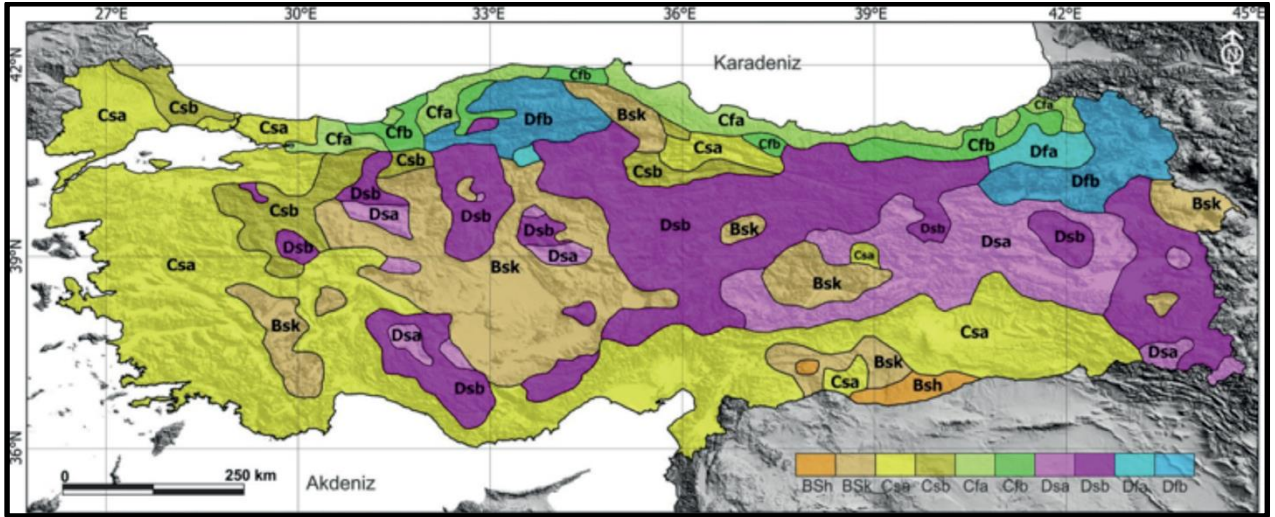 27°E 30°E 33°E 36°E 39°E 42°E 45°E
42°N
Karadeniz
N
Cfb
Cfa
Csa
Csb
Bsk
Cfa
Cfa
Csa
Cfb
Dfb
Cfa
Cfa
Csa
Cfb
Cfb
Dfa
Csb
Csb
Dfb
Dsb
Dsa
Bsk
Csb
Dsb
Dsb
Dsb
Bsk
Dsb
Dsa
Dsb
Dsb
39°N
Dsa
Csa
Csa
Bsk
Bsk
Bsk
Csa
Dsa
Dsa
Bsk
Csa
Dsb
Bsh
36°N
0 250 km
Akdeniz
BSh BSk Csa Csb Cfa Cfb Dsa Dsb Dfa Dfb